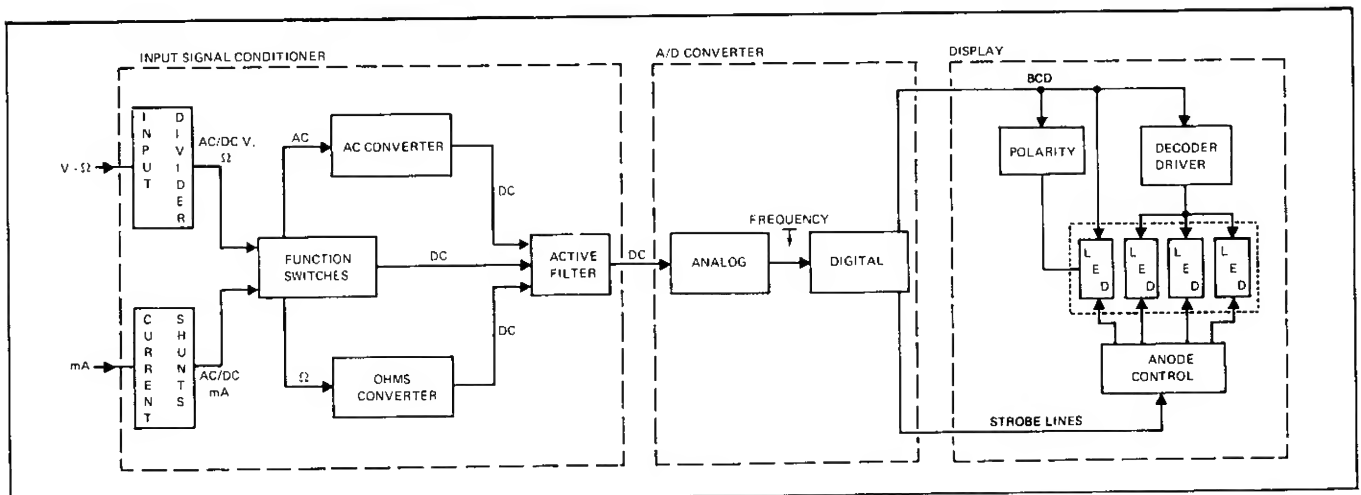 INPUT SIGNAL CONDITIONER
V - Ω
INPUT
DIVIDER
AC/DC V,
Ω
mA
CURRENT
SHUNTS
AC/DC
mA
FUNCTION
SWITCHES
AC
AC CONVERTER
DC
DC
Ω
OHMS
CONVERTER
DC
ACTIVE
FILTER
DC
A/D CONVERTER
ANALOG
FREQUENCY
DIGITAL
DISPLAY
BCD
POLARITY
DECODER
DRIVER
LED
LED
LED
LED
ANODE
CONTROL
STROBE LINES